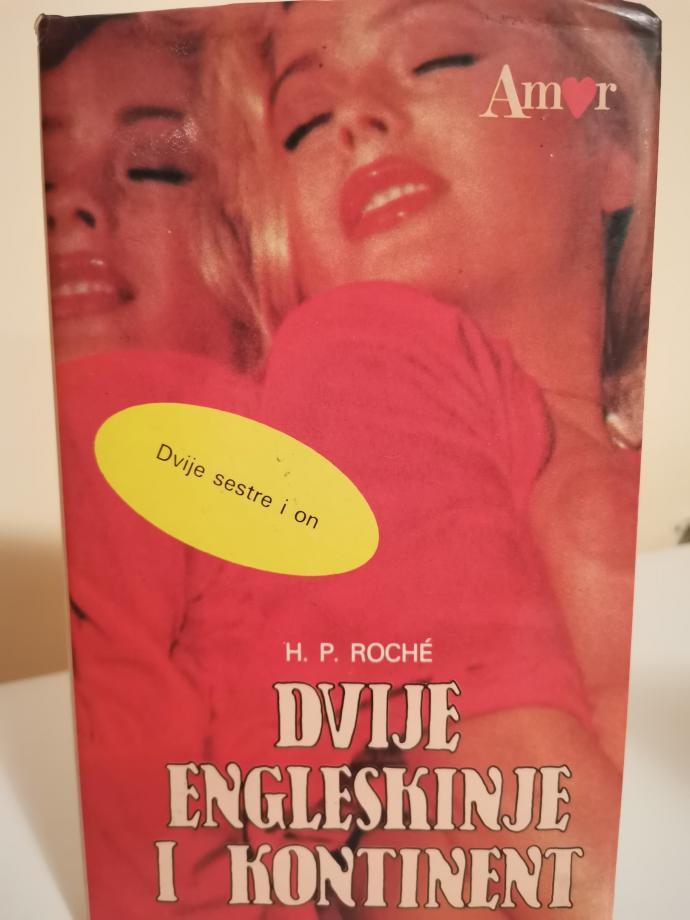 Amor
Dvije sestre i on
H. P. ROCHÉ
DVIJE
ENGLESKINJE
I KONTINENT